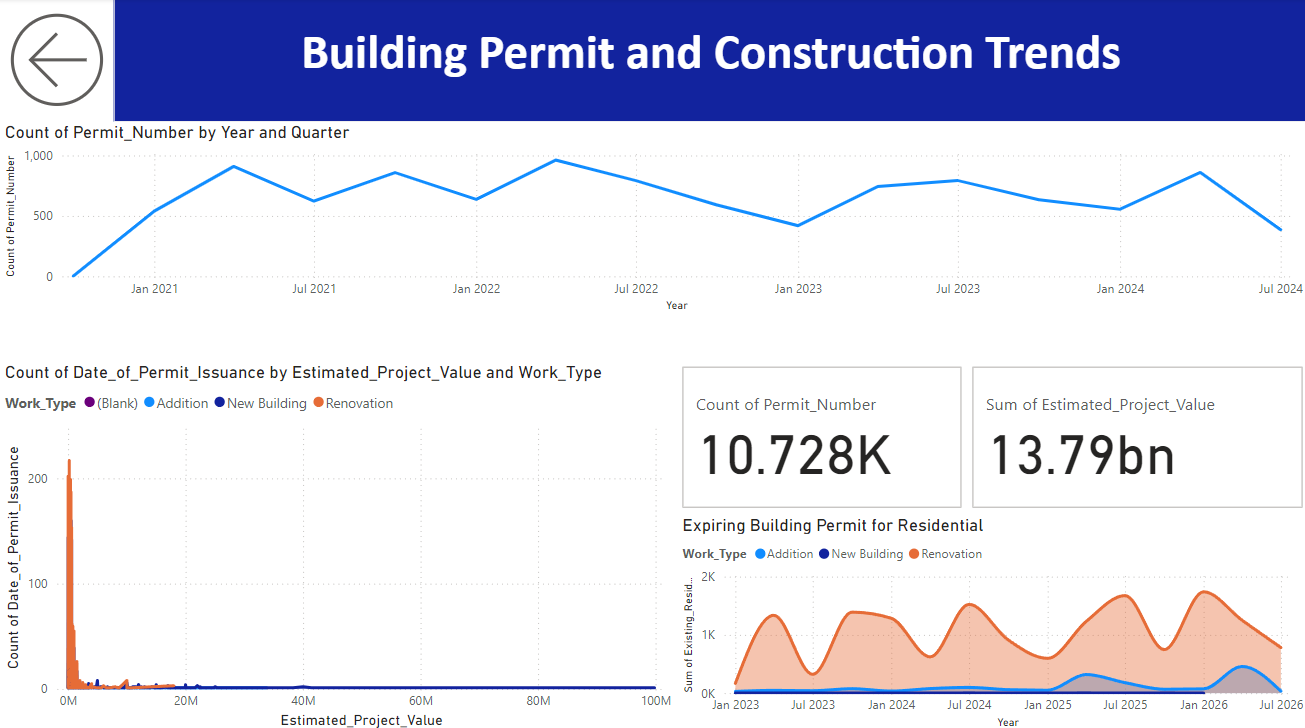 Building Permit and Construction Trends
Count of Permit_Number by Year and Quarter
Count of Permit_Number
1,000
500
0
Jan 2021 Jul 2021 Jan 2022 Jul 2022 Jan 2023 Jul 2023 Jan 2024 Jul 2024
Year
Count of Date_of_Permit_Issuance by Estimated_Project_Value and Work_Type
Work_Type (Blank) Addition New Building Renovation
Count of Date_of_Permit_Issuance
200
100
0
0M 20M 40M 60M 80M 100M
Estimated_Project_Value
Count of Permit_Number
10.728K
Sum of Estimated_Project_Value
13.79bn
Expiring Building Permit for Residential
Work_Type Addition New Building Renovation
Sum of Existing_Resid...
2K
1K
0K
Jan 2023 Jul 2023 Jan 2024 Jul 2024 Jan 2025 Jul 2025 Jan 2026 Jul 2026
Year